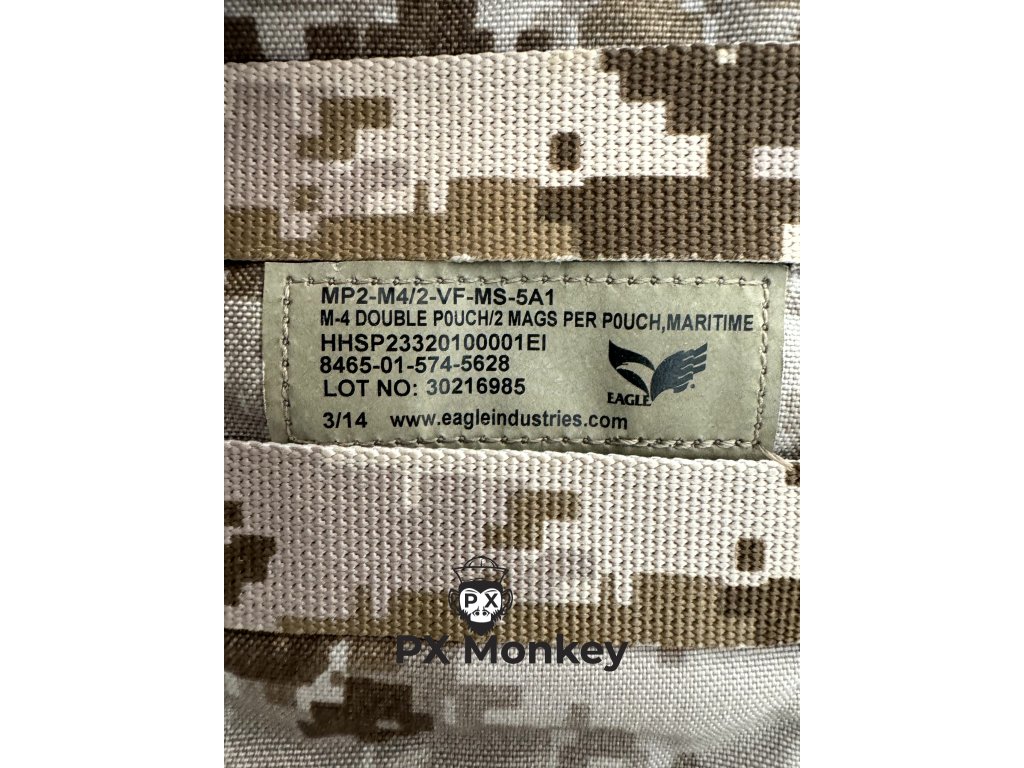 MP2-M4/2-VF-MS-5A1
M-4 DOUBLE P0UCH/2 MAGS PER P0UCH,MARITIME
HHSP23320100001EI
8465-01-574-5628
LOT NO: 30216985
EAGLE
3/14 www.eagleindustries.com
P X
PX Monkey